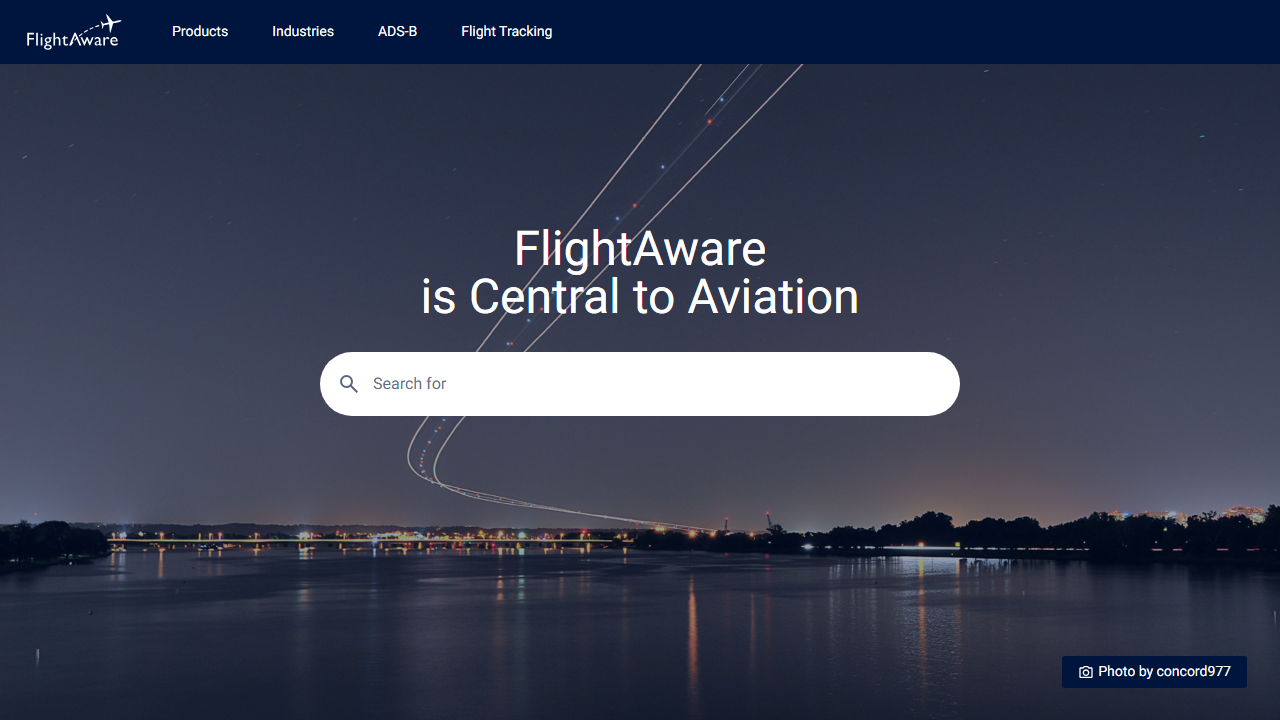 FlightAware
Products
Industries
ADS-B
Flight Tracking
FlightAware
is Central to Aviation
Search for
Photo by concord977